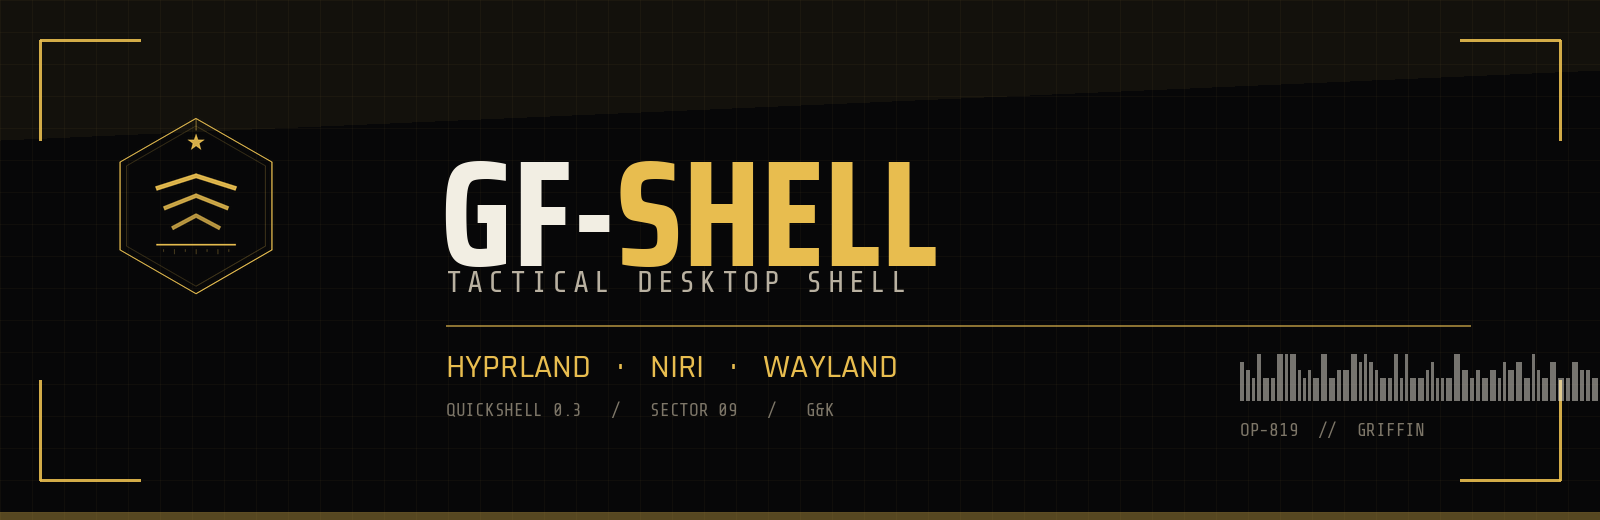 GF-SHELL
TACTICAL DESKTOP SHELL
HYPRLAND · NIRI · WAYLAND
QUICKSHELL 0.3 / SECTOR 09 / G&K
OP-819 // GRIFFIN